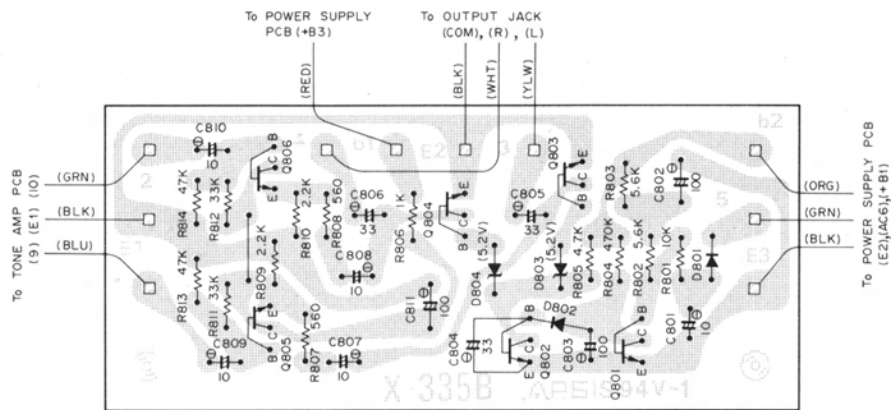 To POWER SUPPLY
PCB (+B3)
To OUTPUT JACK
(COM), (R) , (L)
(RED)
(BLK)
(WHT)
(YLW)
To TONE AMP PCB
(9) (E1) (10)
(GRN)
(BLK)
(BLU)
To POWER SUPPLY PCB
(E2),(AC6),(+B1)
(ORG)
(GRN)
(BLK)
C810
10
Q806
B
C
E
b1
E2
3
Q803
E
C
B
b2
2
47K
R814
33K
R812
2.2K
R810
560
R808
C806
33
1K
R806
Q804
E
C
B
C805
33
R803
5.6K
C802
100
5
E1
47K
R813
33K
R811
2.2K
R809
C808
10
C811
100
D804
(5.2V)
D803
(5.2V)
4.7K
R805
470K
R804
5.6K
R802
10K
R801
D801
E3
E
C
B
Q805
560
R807
C809
10
C807
10
C804
33
B
C
E
Q802
D802
C803
100
B
C
E
Q801
C801
10
X-335B
94V-1